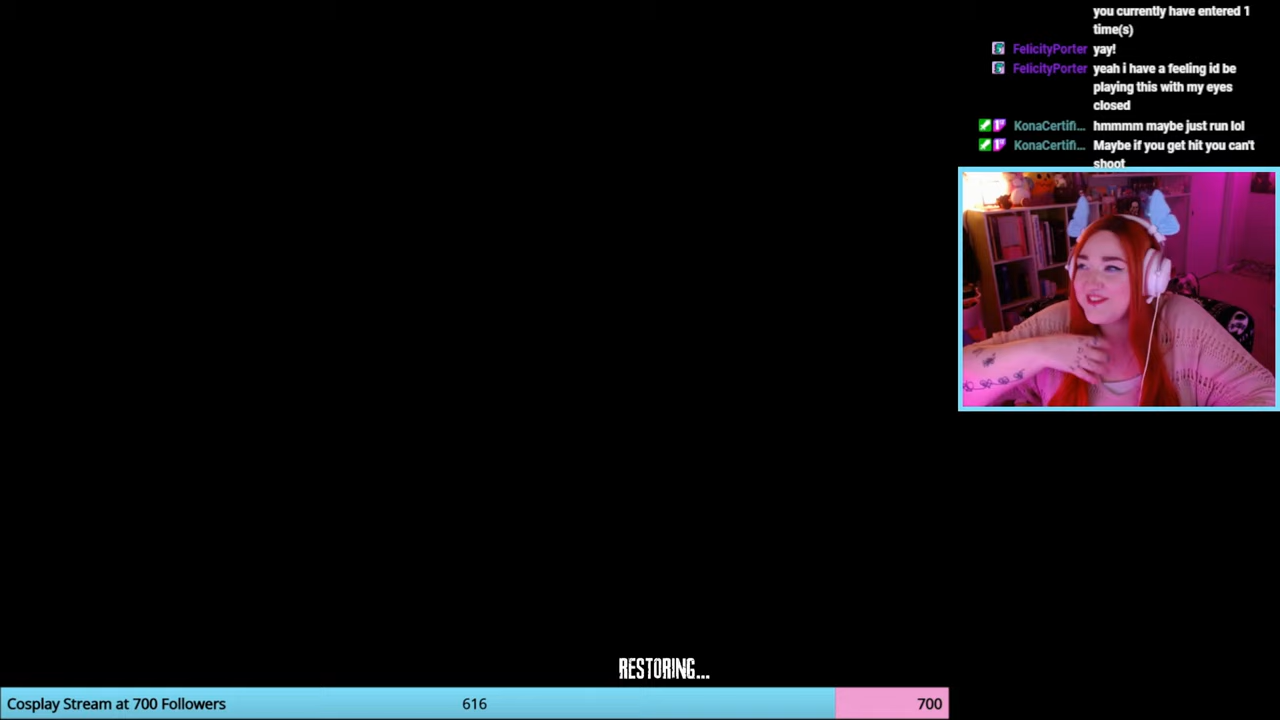 you currently have entered 1
time(s)
FelicityPorter yay!
FelicityPorter yeah i have a feeling id be
playing this with my eyes
closed
KonaCertifi... hmmmm maybe just run lol
KonaCertifi... Maybe if you get hit you can't
shoot
RESTORING...
Cosplay Stream at 700 Followers 616 700